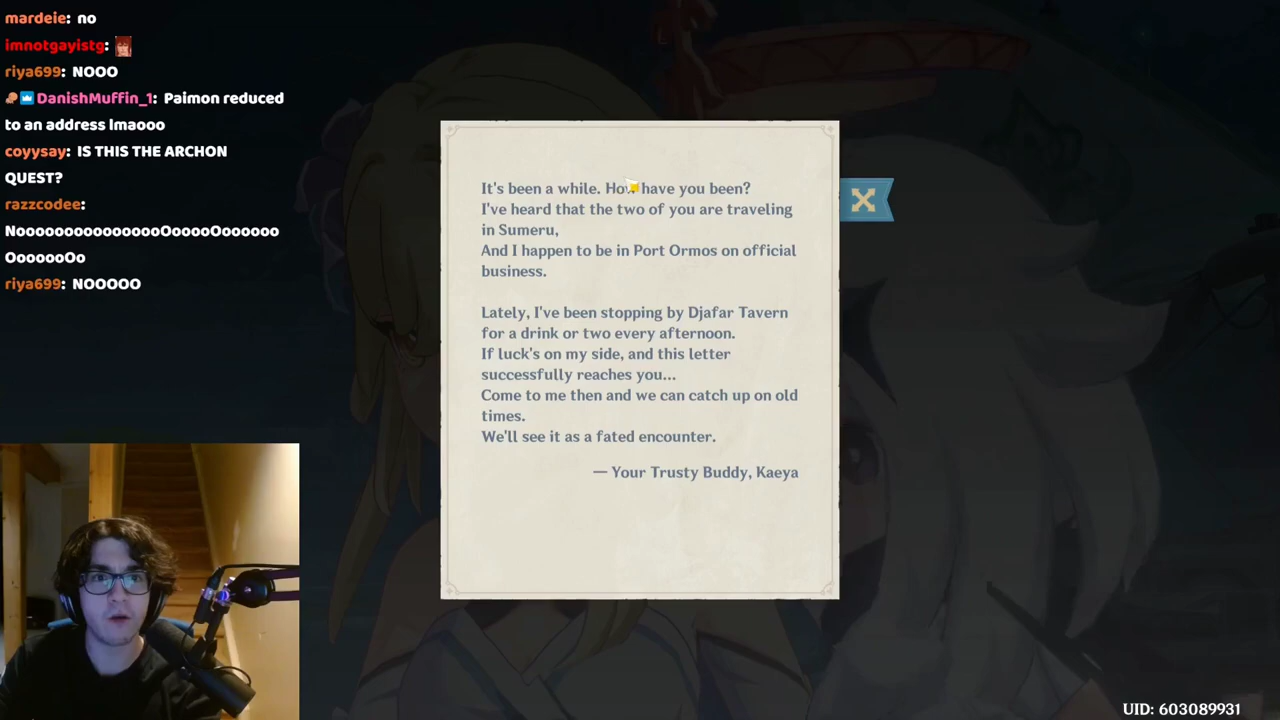 mardeie: no
imnotgayistg:
riya699: NOOO
DanishMuffin_1: Paimon reduced
to an address lmaooo
coyysay: IS THIS THE ARCHON
QUEST?
razzcodee:
NoooooooooooooooOooooOoooooo
OoooooOo
riya699: NOOOOO
It's been a while. How have you been?
I've heard that the two of you are traveling
in Sumeru,
And I happen to be in Port Ormos on official
business.
Lately, I've been stopping by Djafar Tavern
for a drink or two every afternoon.
If luck's on my side, and this letter
successfully reaches you...
Come to me then and we can catch up on old
times.
We'll see it as a fated encounter.
— Your Trusty Buddy, Kaeya
UID: 603089931